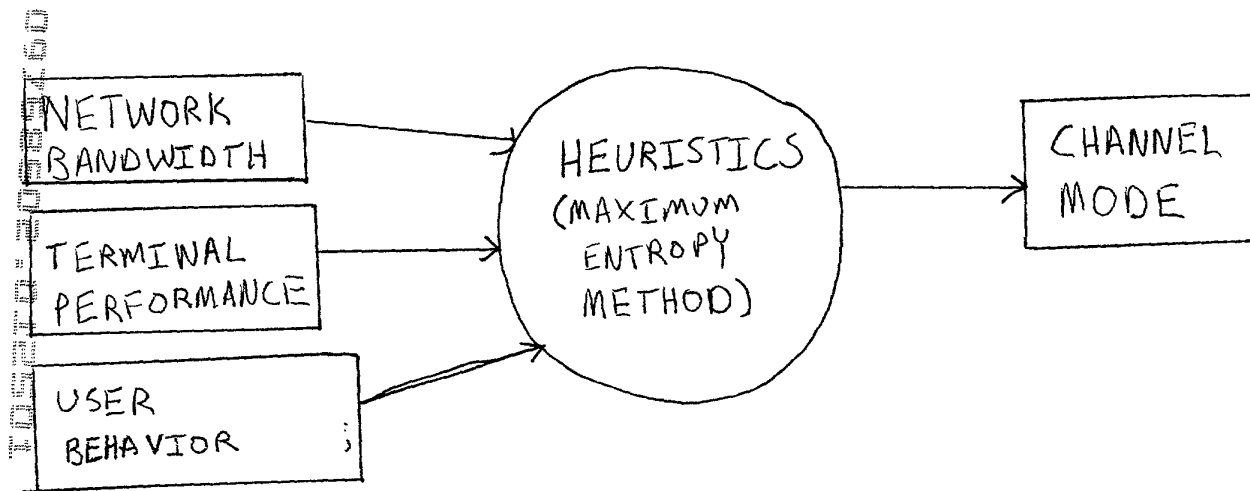 NETWORK
BANDWIDTH
TERMINAL
PERFORMANCE
USER
BEHAVIOR
HEURISTICS
(MAXIMUM
ENTROPY
METHOD)
CHANNEL
MODE